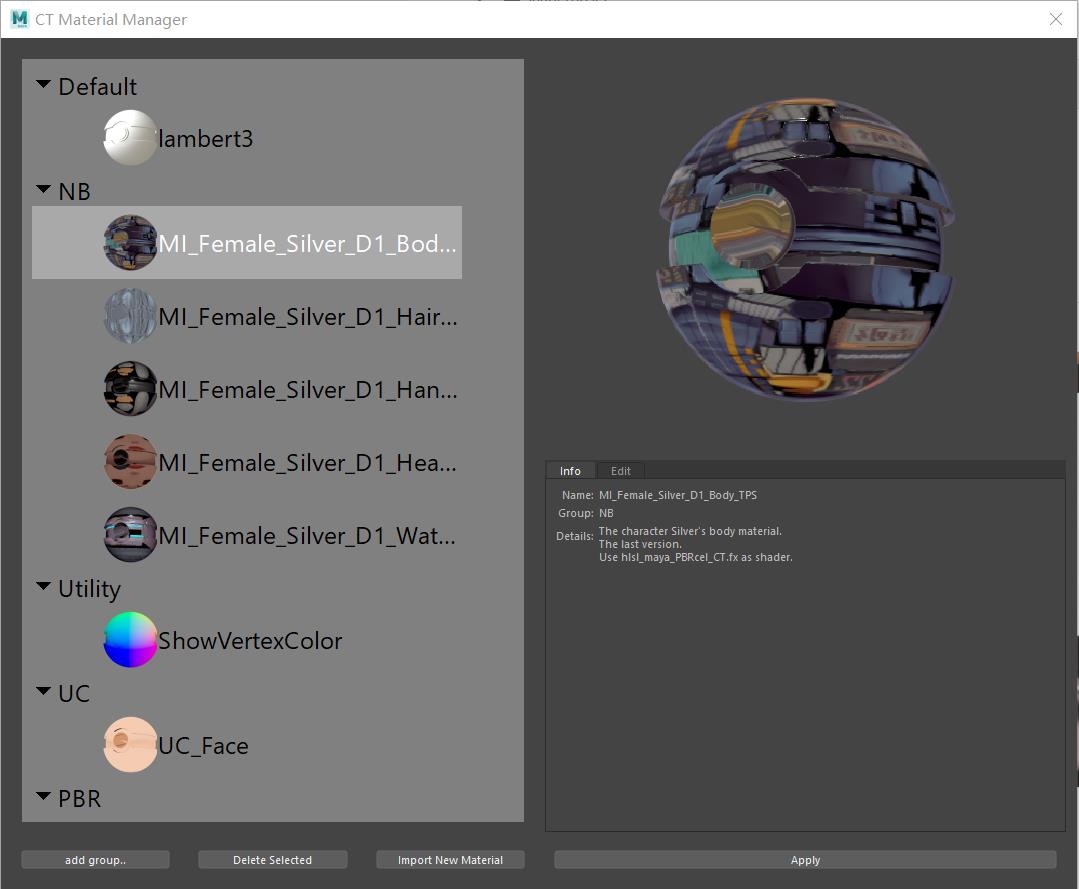 CT Material Manager
Default
lambert3
NB
MI_Female_Silver_D1_Bod...
MI_Female_Silver_D1_Hair...
MI_Female_Silver_D1_Han...
MI_Female_Silver_D1_Hea...
MI_Female_Silver_D1_Wat...
Utility
ShowVertexColor
UC
UC_Face
PBR
Info Edit
Name: MI_Female_Silver_D1_Body_TPS
Group: NB
Details: The character Silver's body material.
The last version.
Use hlsl_maya_PBRcel_CT.fx as shader.
add group.. Delete Selected Import New Material Apply